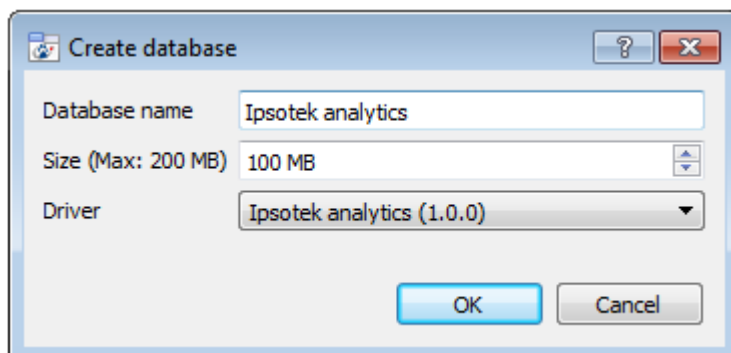 Create database
Database name Ipsotek analytics
Size (Max: 200 MB) 100 MB
Driver Ipsotek analytics (1.0.0)
OK Cancel